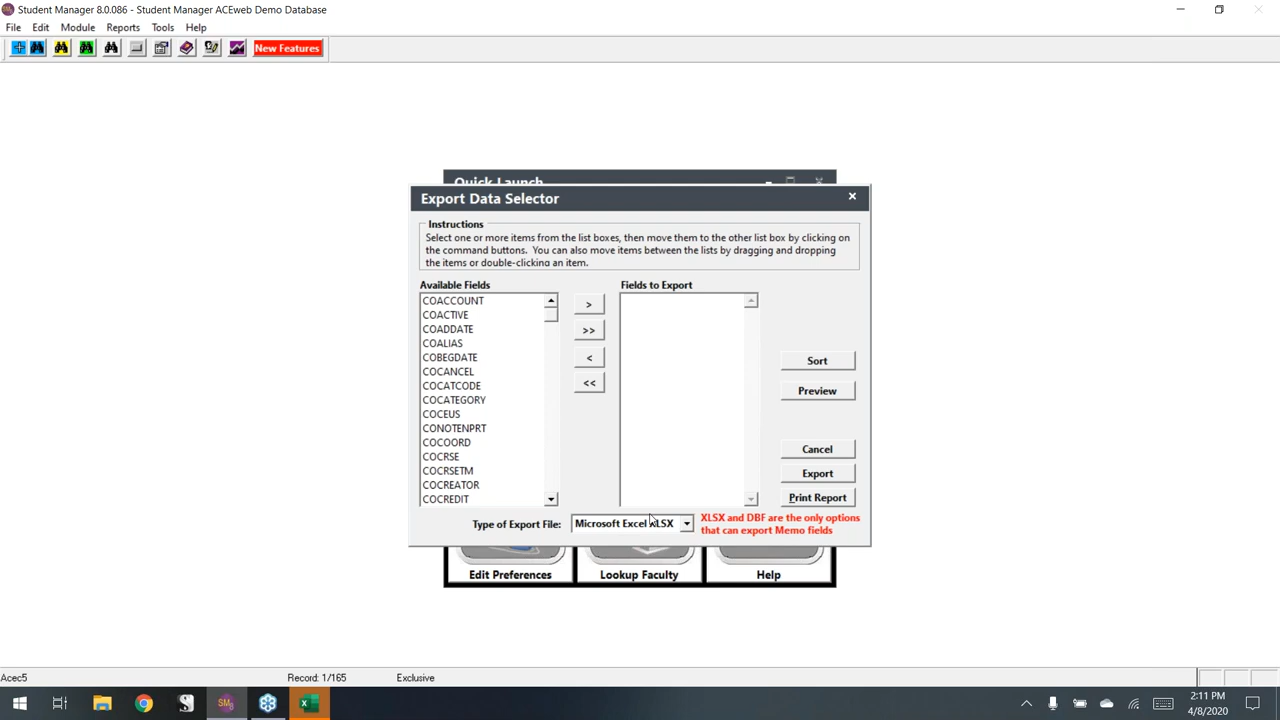 Student Manager 8.0.086 - Student Manager ACEweb Demo Database
File Edit Module Reports Tools Help
New Features
Quick Launch
Export Data Selector
Instructions
Select one or more items from the list boxes, then move them to the other list box by clicking on
the command buttons. You can also move items between the lists by dragging and dropping
the items or double-clicking an item.
Available Fields
Fields to Export
COACCOUNT
COACTIVE
COADDATE
COALIAS
COBEGDATE
COCANCEL
COCATCODE
COCATEGORY
COCEUS
CONOTENPRT
COCOORD
COCRSE
COCRSETM
COCREATOR
COCREDIT
>
>>
<
<<
Sort
Preview
Cancel
Export
Print Report
Type of Export File: Microsoft Excel XLSX
XLSX and DBF are the only options
that can export Memo fields
Edit Preferences
Lookup Faculty
Help
Acec5
Record: 1/165
Exclusive
2:11 PM
4/8/2020